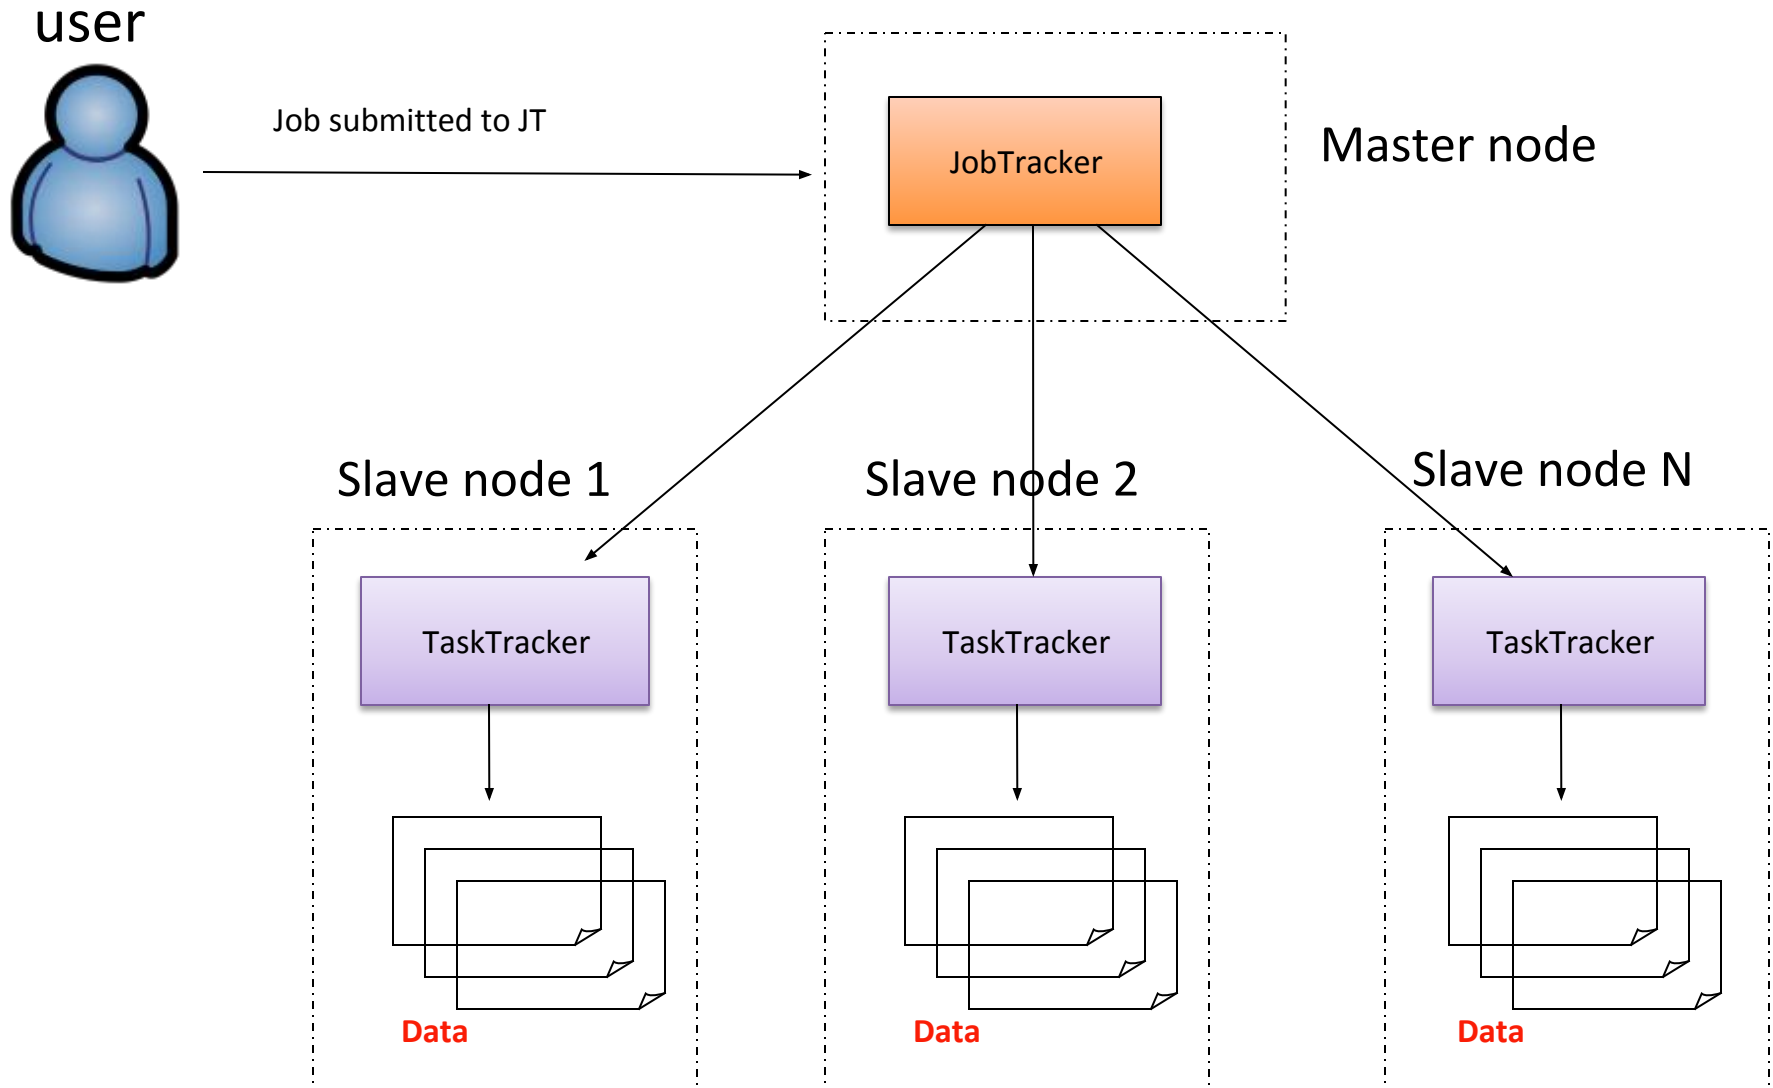 user
Job submitted to JT
JobTracker
Master node
Slave node 1
Slave node 2
Slave node N
TaskTracker
TaskTracker
TaskTracker
Data
Data
Data